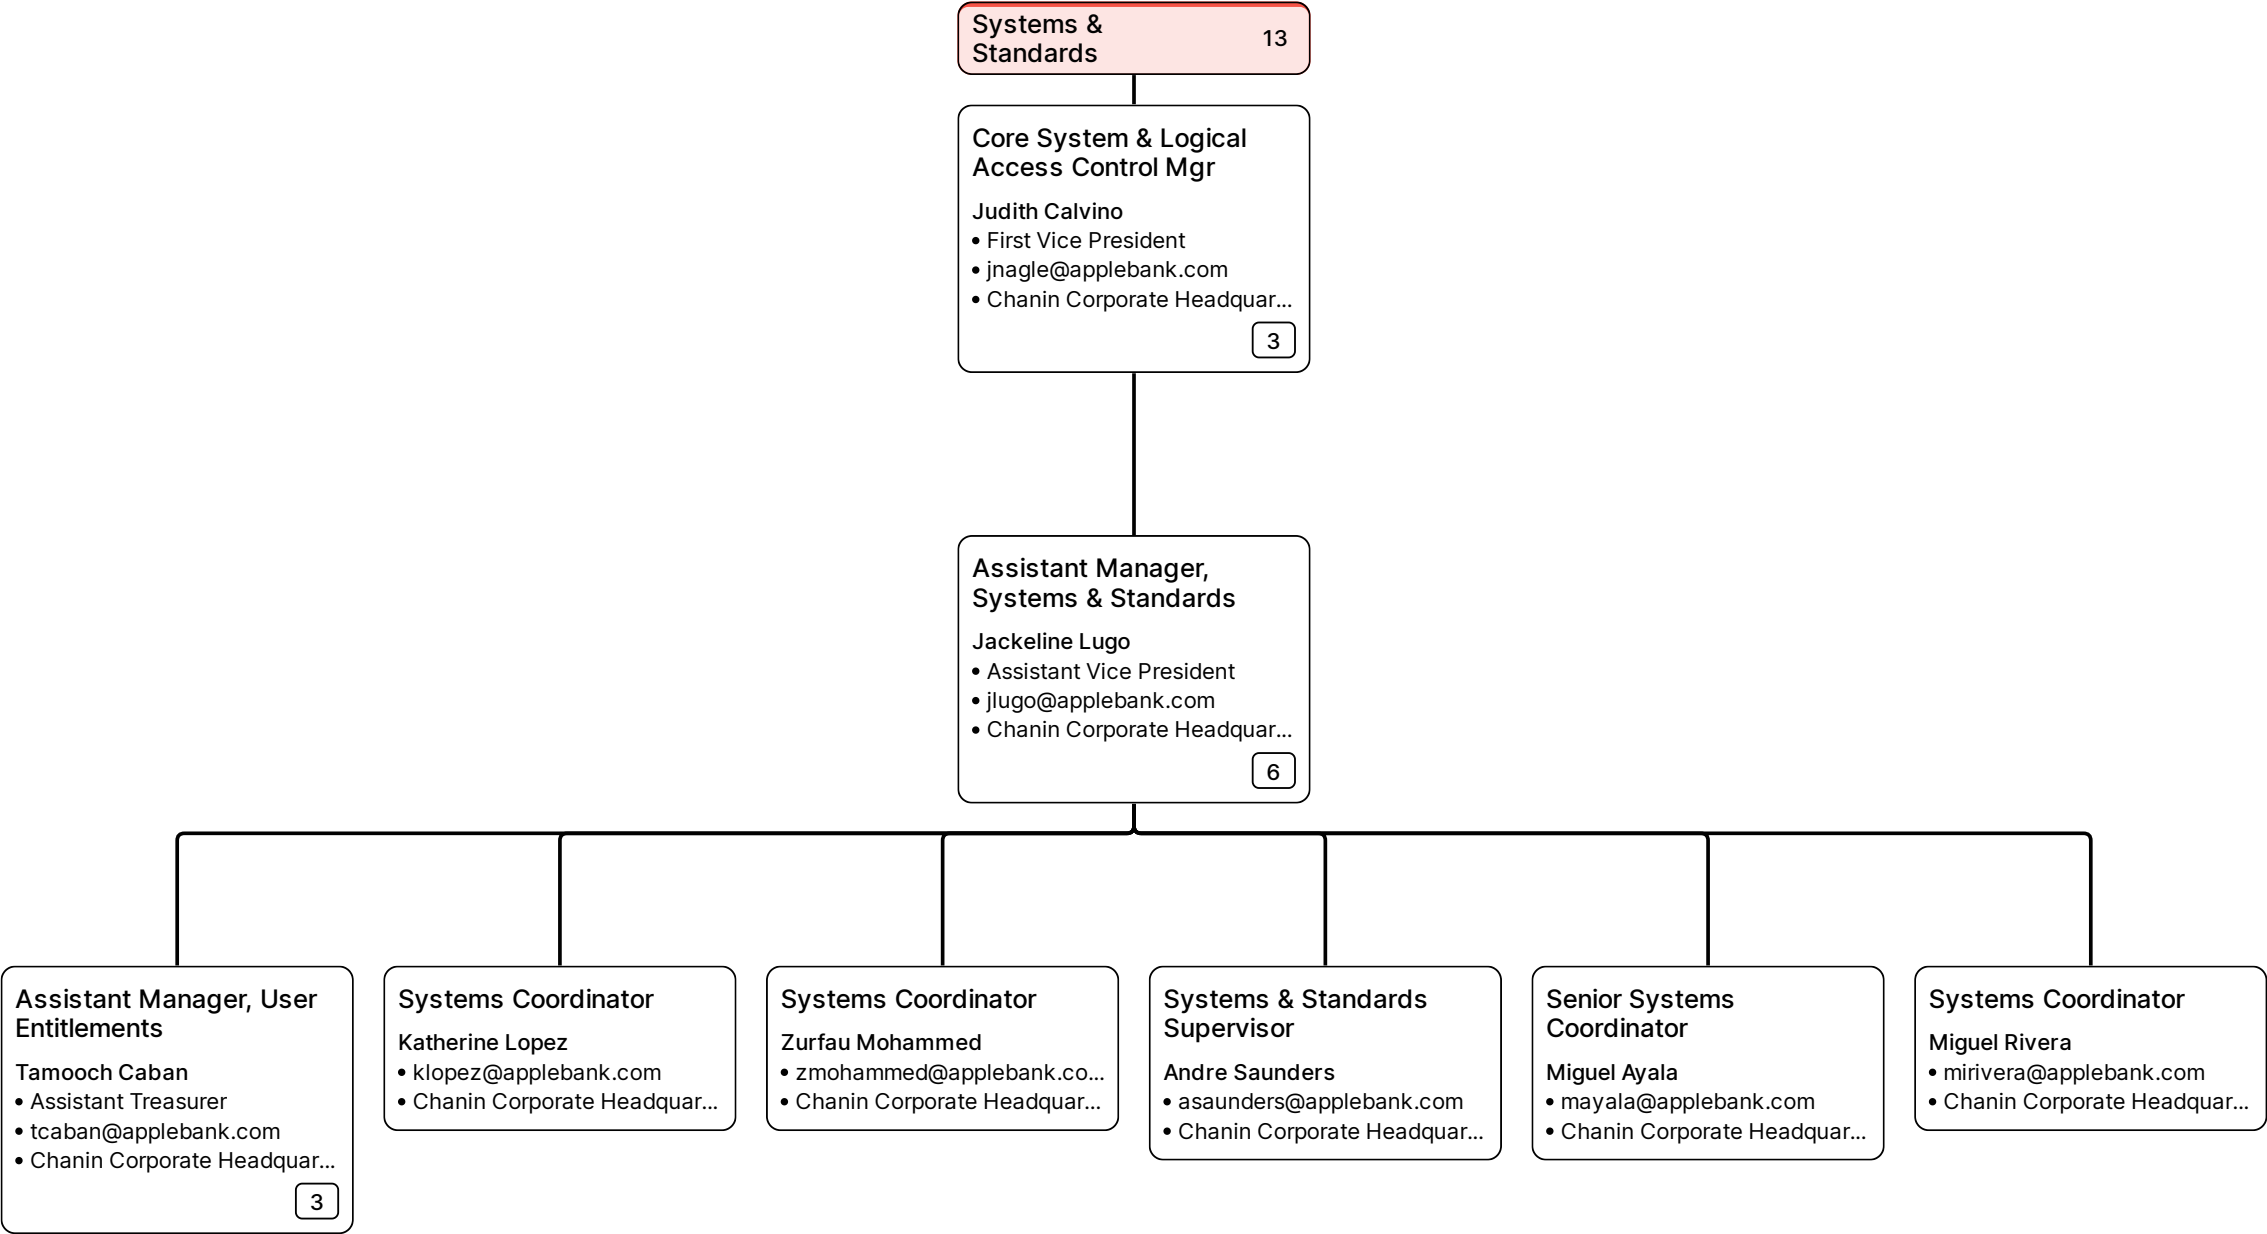 Systems &
Standards
13
Core System & Logical
Access Control Mgr
Judith Calvino
• First Vice President
• jnagle@applebank.com
• Chanin Corporate Headquar...
3
Assistant Manager,
Systems & Standards
Jackeline Lugo
• Assistant Vice President
• jlugo@applebank.com
• Chanin Corporate Headquar...
6
Assistant Manager, User
Entitlements
Tamooch Caban
• Assistant Treasurer
• tcaban@applebank.com
• Chanin Corporate Headquar...
3
Systems Coordinator
Katherine Lopez
• klopez@applebank.com
• Chanin Corporate Headquar...
Systems Coordinator
Zurfau Mohammed
• zmohammed@applebank.co...
• Chanin Corporate Headquar...
Systems & Standards
Supervisor
Andre Saunders
• asaunders@applebank.com
• Chanin Corporate Headquar...
Senior Systems
Coordinator
Miguel Ayala
• mayala@applebank.com
• Chanin Corporate Headquar...
Systems Coordinator
Miguel Rivera
• mirivera@applebank.com
• Chanin Corporate Headquar...